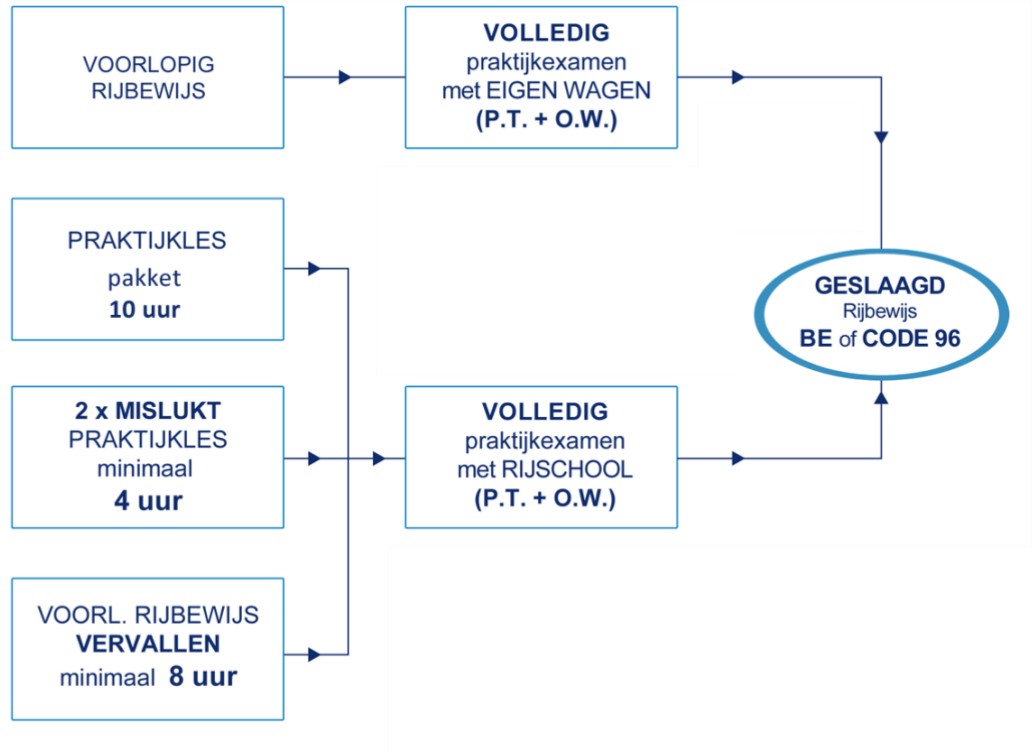 VOORLOPIG
RIJBEWIJS
VOLLEDIG
praktijkexamen
met EIGEN WAGEN
(P.T. + O.W.)
PRAKTIJKLES
pakket
10 uur
GESLAAGD
Rijbewijs
BE of CODE 96
2 x MISLUKT
PRAKTIJKLES
minimaal
4 uur
VOLLEDIG
praktijkexamen
met RIJSCHOOL
(P.T. + O.W.)
VOORL. RIJBEWIJS
VERVALLEN
minimaal 8 uur